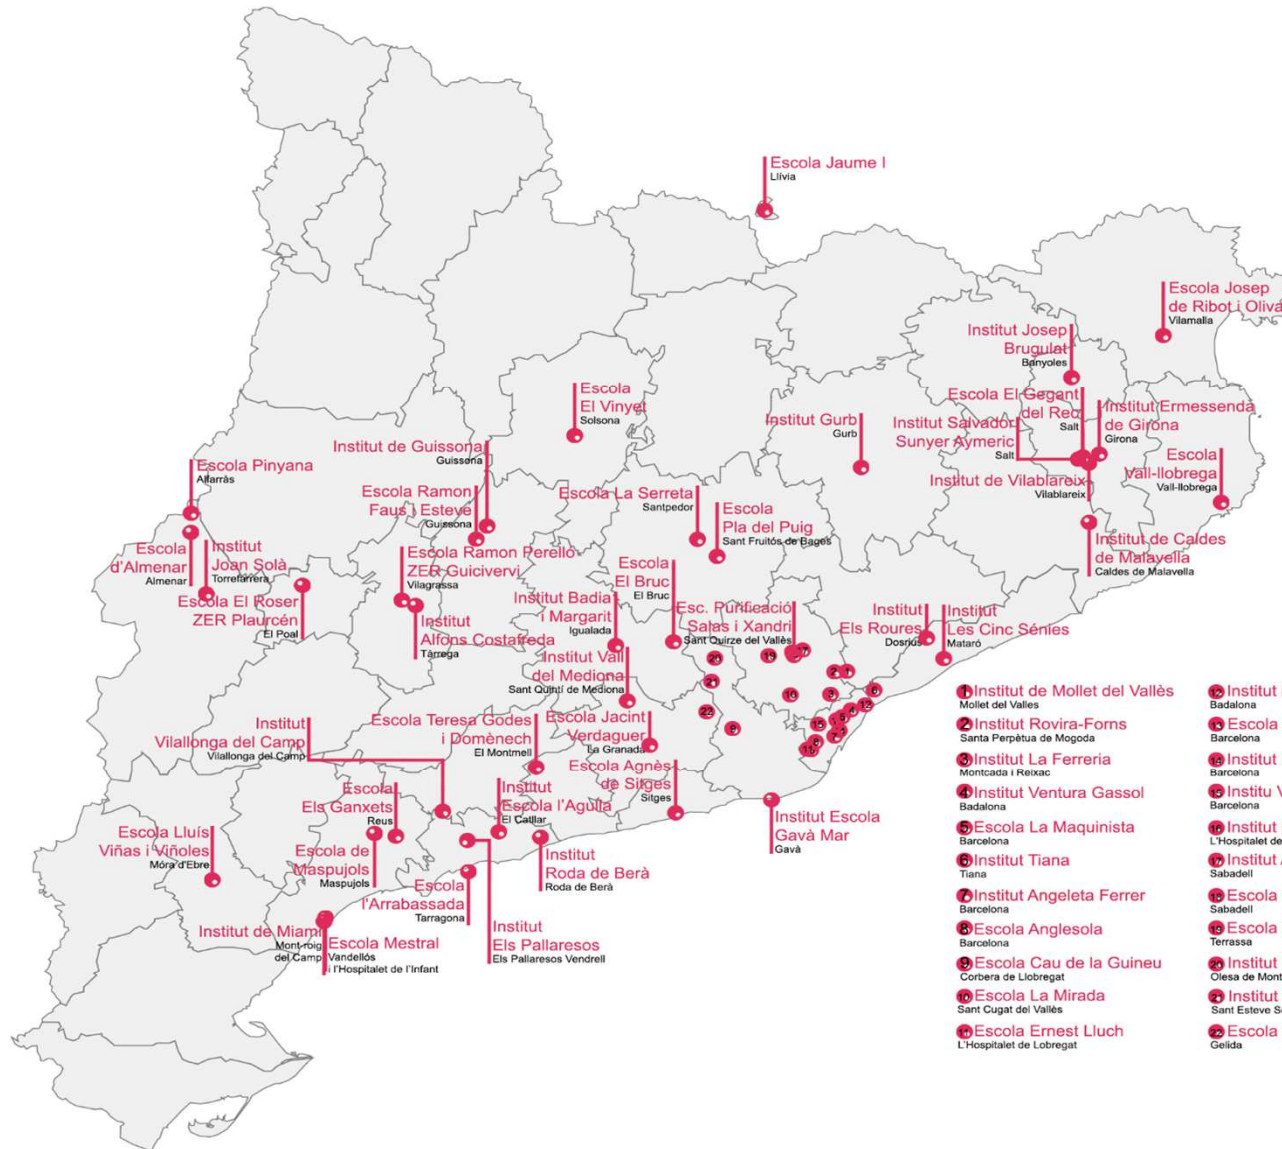 Escola Jaume I
Llívia
Escola Josep
de Ribot i Olivà
Vilamalla
Institut Josep
Brugulat
Banyoles
Escola El Gegant
del Rec
Salt
Institut Ermessenda
de Girona
Girona
Institut Salvador
Sunyer Aymeric
Salt
Institut de Vilablareix
Vilablareix
Escola
Vall-llobrega
Vall-llobrega
Institut de Caldes
de Malavella
Caldes de Malavella
Escola
El Vinyet
Solsona
Institut Gurb
Gurb
Institut de Guissona
Guissona
Escola Pinyana
Alfarràs
Escola Ramon
Faus i Esteve
Guissona
Escola La Serreta
Santpedor
Escola
Pla del Puig
Sant Fruitós de Bages
Escola
d'Almenar
Almenar
Institut
Joan Solà
Torrefarrera
Escola Ramon Perelló
ZER Guicivervi
Vilagrassa
Escola El Roser
ZER Plaurcén
El Poal
Institut
Alfons Costafreda
Tàrrega
Escola
El Bruc
El Bruc
Institut Badia
i Margarit
Igualada
Esc. Purificació
Salas i Xandri
Sant Quirze del Vallès
Institut
Els Roures
Dosrius
Institut
Les Cinc Sénies
Mataró
Institut Vall
del Mediona
Sant Quintí de Mediona
Institut
Vilallonga del Camp
Vilallonga del Camp
Escola Teresa Godes
i Domènech
El Montmell
Escola Jacint
Verdaguer
La Granada
Escola Agnès
de Sitges
Sitges
Institut Escola
Gavà Mar
Gavà
Escola
Els Ganxets
Reus
Institut
Escola l'Agulla
El Catllar
Escola Lluís
Viñas i Viñoles
Móra d'Ebre
Escola de
Maspujols
Maspujols
Institut
Roda de Berà
Roda de Berà
Escola
l'Arrabassada
Tarragona
Institut
Els Pallaresos
Els Pallaresos Vendrell
Institut de Miami
Mont-roig
del Camp
Escola Mestral
Vandellós
i l'Hospitalet de l'Infant
1 Institut de Mollet del Vallès
Mollet del Valles
2 Institut Rovira-Forns
Santa Perpètua de Mogoda
3 Institut La Ferreria
Montcada i Reixac
4 Institut Ventura Gassol
Badalona
5 Escola La Maquinista
Barcelona
6 Institut Tiana
Tiana
7 Institut Angeleta Ferrer
Barcelona
8 Escola Anglesola
Barcelona
9 Escola Cau de la Guineu
Corbera de Llobregat
10 Escola La Mirada
Sant Cugat del Vallès
11 Escola Ernest Lluch
L'Hospitalet de Lobregat
12 Institut
Badalona
13 Escola
Barcelona
14 Institut
Barcelona
15 Institu V
Barcelona
16 Institut
L'Hospitalet de
17 Institut
Sabadell
18 Escola
Sabadell
19 Escola
Terrassa
20 Institut
Olesa de Mont
21 Institut
Sant Esteve S
22 Escola
Gelida